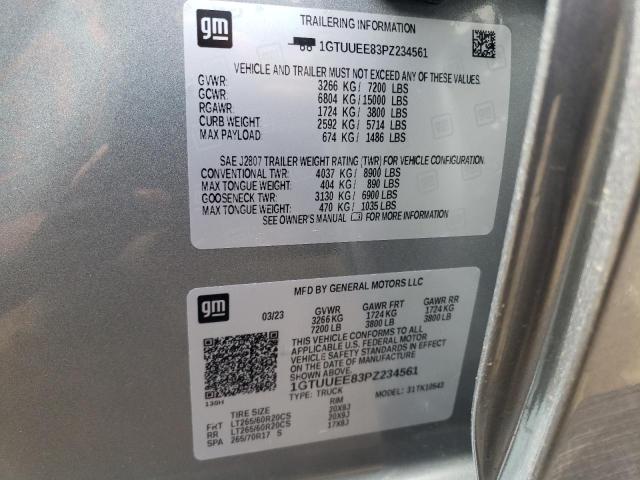 gm
TRAILERING INFORMATION
1GTUUEE83PZ234561
VEHICLE AND TRAILER MUST NOT EXCEED ANY OF THESE VALUES.
GVWR: 3266 KG / 7200 LBS
GCWR: 6804 KG / 15000 LBS
RGAWR: 1724 KG / 3800 LBS
CURB WEIGHT: 2592 KG / 5714 LBS
MAX PAYLOAD: 674 KG / 1486 LBS
SAE J2807 TRAILER WEIGHT RATING (TWR) FOR VEHICLE CONFIGURATION.
CONVENTIONAL TWR: 4037 KG / 8900 LBS
MAX TONGUE WEIGHT: 404 KG / 890 LBS
GOOSENECK TWR: 3130 KG / 6900 LBS
MAX TONGUE WEIGHT: 470 KG / 1035 LBS
SEE OWNER'S MANUAL FOR MORE INFORMATION
gm
MFD BY GENERAL MOTORS LLC
03/23 GVWR GAWR FRT GAWR RR
3266 KG 1724 KG 1724 KG
7200 LB 3800 LB 3800 LB
THIS VEHICLE CONFORMS TO ALL
APPLICABLE U.S. FEDERAL MOTOR
VEHICLE SAFETY STANDARDS IN EFFECT
ON THE DATE OF MANUFACTURE
1GTUUEE83PZ234561
TYPE: TRUCK MODEL: 31TK10543
130H
TIRE SIZE RIM
FRT LT265/60R20CS 20X9J
RR LT265/60R20CS 20X9J
SPA 265/70R17 S 17X8J